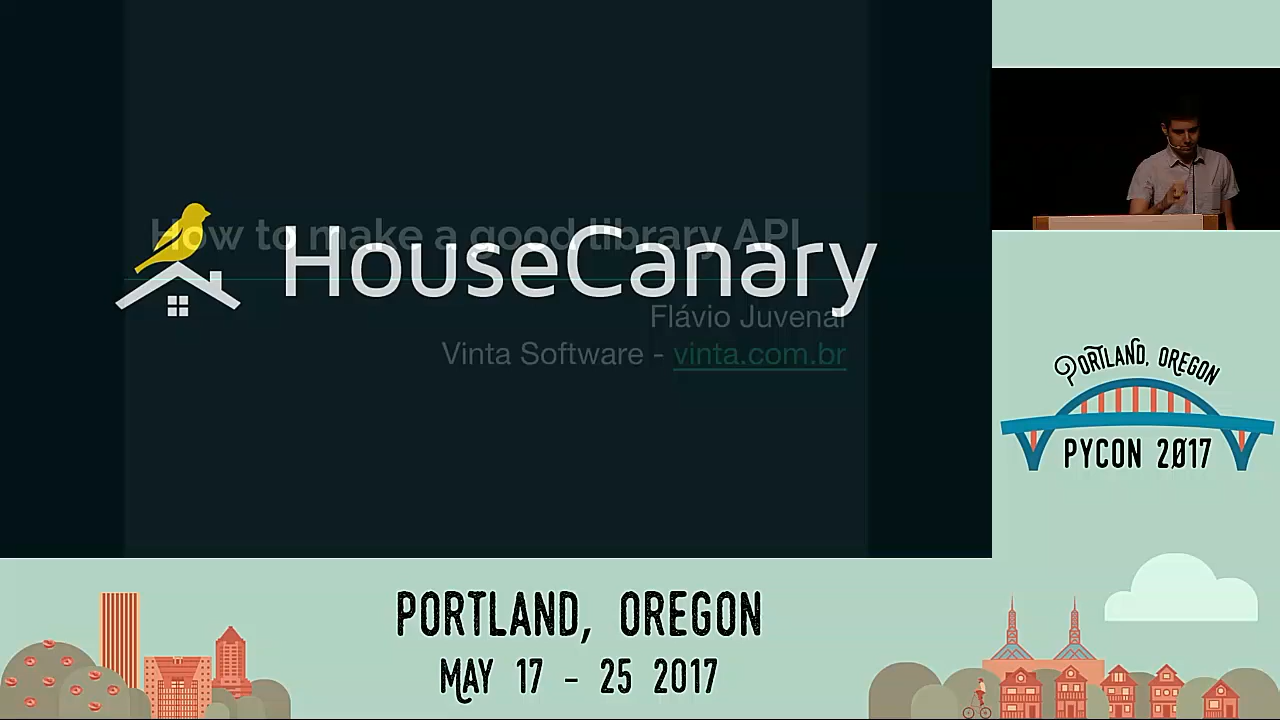 How to make a good library API
HouseCanary
Flávio Juvenal
Vinta Software - vinta.com.br
PORTLAND, OREGON
PYCON 2017
PORTLAND, OREGON
MAY 17 - 25 2017